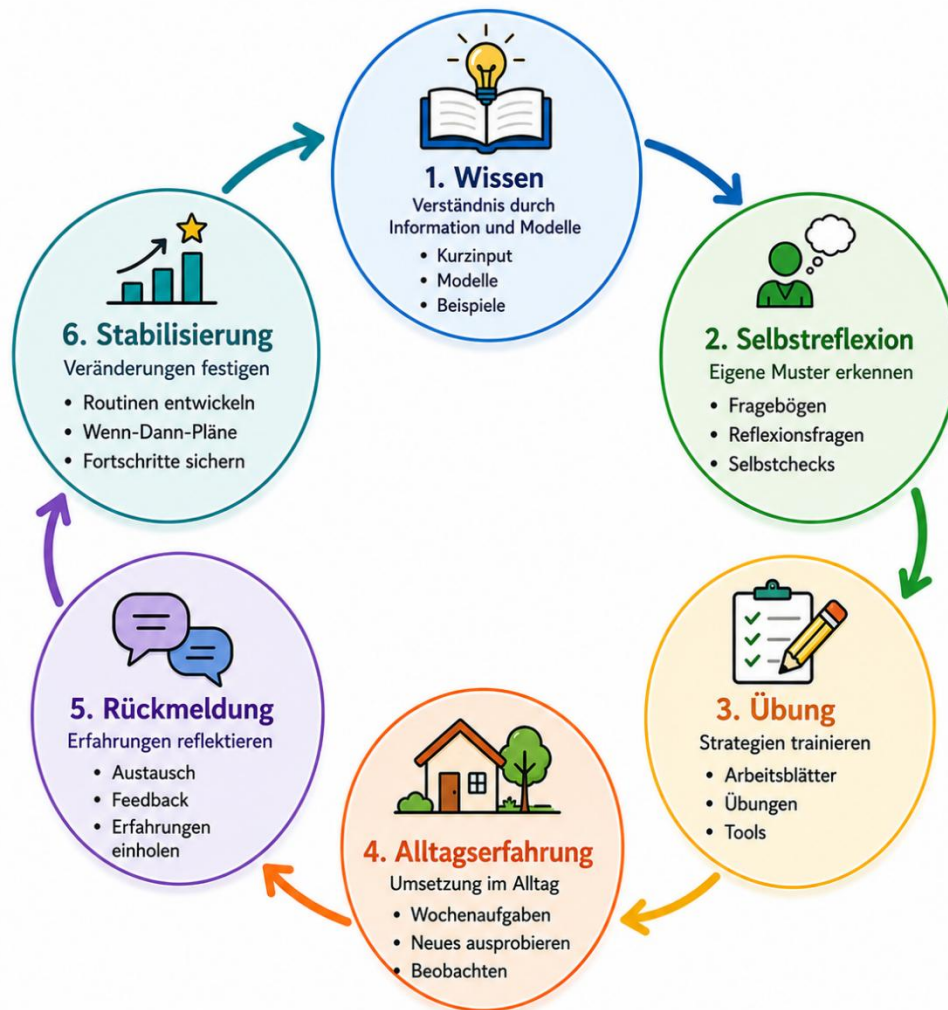 1. Wissen
Verständnis durch
Information und Modelle
• Kurzinput
• Modelle
• Beispiele
2. Selbstreflexion
Eigene Muster erkennen
• Fragebögen
• Reflexionsfragen
• Selbstchecks
3. Übung
Strategien trainieren
• Arbeitsblätter
• Übungen
• Tools
4. Alltagserfahrung
Umsetzung im Alltag
• Wochenaufgaben
• Neues ausprobieren
• Beobachten
5. Rückmeldung
Erfahrungen reflektieren
• Austausch
• Feedback
• Erfahrungen
einholen
6. Stabilisierung
Veränderungen festigen
• Routinen entwickeln
• Wenn-Dann-Pläne
• Fortschritte sichern